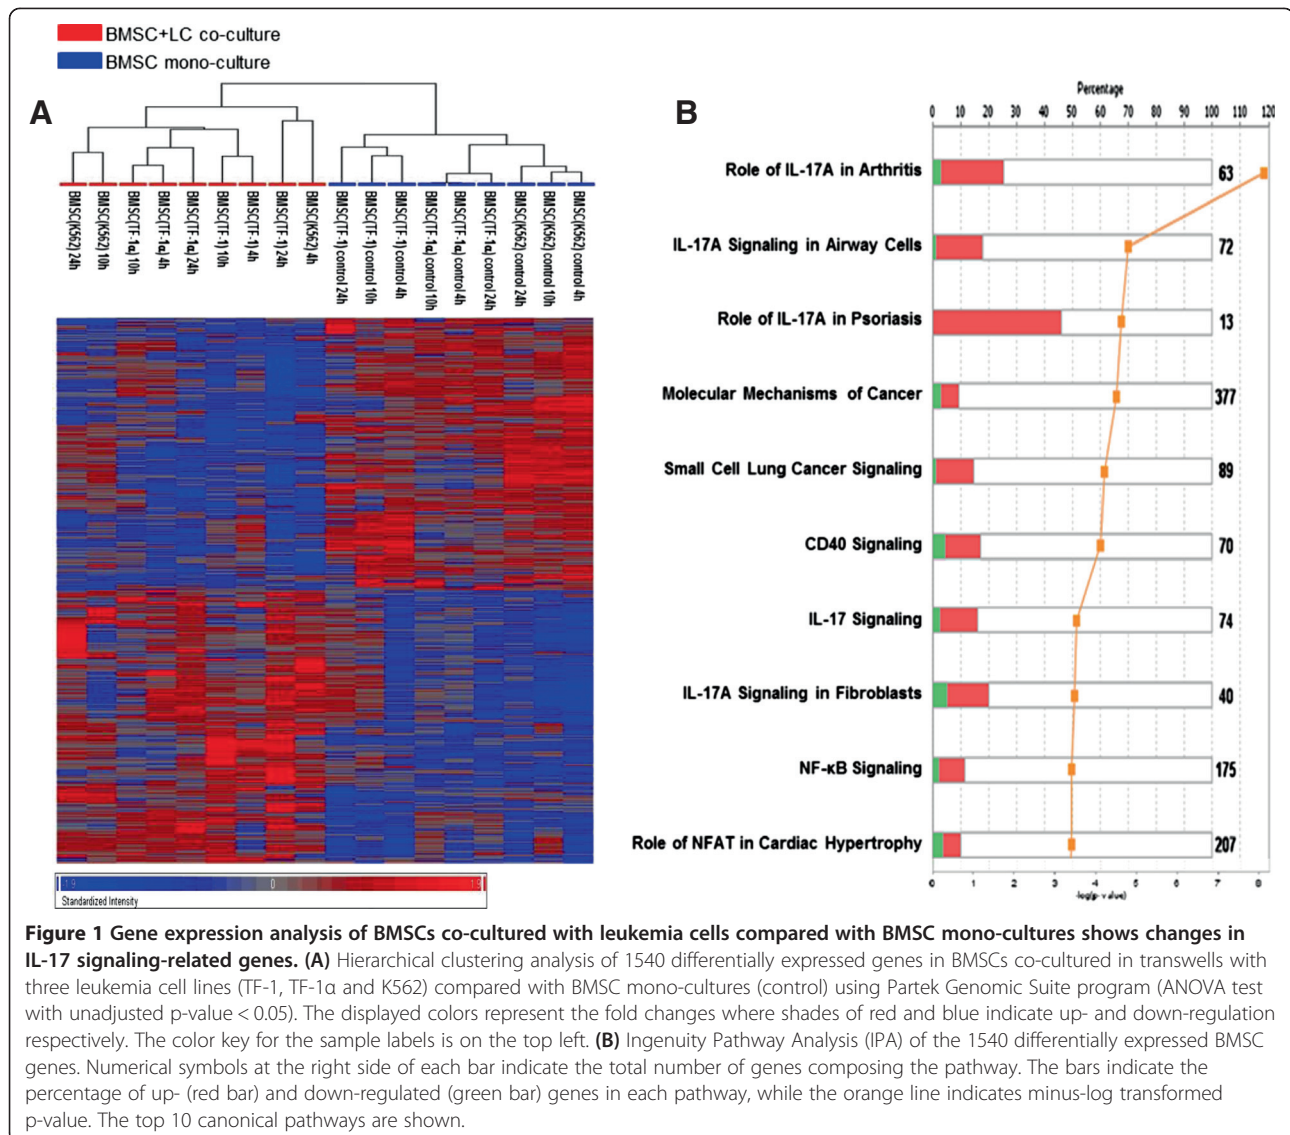 BMSC+LC co-culture
BMSC mono-culture
A
BMSC(K562) 24h
BMSC(K562) 10h
BMSC(TF-1α) 10h
BMSC(TF-1α) 4h
BMSC(TF-1α) 24h
BMSC(TF-1) 10h
BMSC(TF-1) 4h
BMSC(TF-1) 24h
BMSC(K562) 4h
BMSC(TF-1) control 24h
BMSC(TF-1) control 10h
BMSC(TF-1) control 4h
BMSC(TF-1α) control 10h
BMSC(TF-1α) control 4h
BMSC(TF-1α) control 24h
BMSC(K562) control 24h
BMSC(K562) control 10h
BMSC(K562) control 4h
0
Standardized Intensity
B
Percentage
0 10 20 30 40 50 60 70 80 90 100 110 120
Role of IL-17A in Arthritis 63
IL-17A Signaling in Airway Cells 72
Role of IL-17A in Psoriasis 13
Molecular Mechanisms of Cancer 377
Small Cell Lung Cancer Signaling 89
CD40 Signaling 70
IL-17 Signaling 74
IL-17A Signaling in Fibroblasts 40
NF-κB Signaling 175
Role of NFAT in Cardiac Hypertrophy 207
0 1 2 3 4 5 6 7 8
-log(p-value)
Figure 1 Gene expression analysis of BMSCs co-cultured with leukemia cells compared with BMSC mono-cultures shows changes in
IL-17 signaling-related genes. (A) Hierarchical clustering analysis of 1540 differentially expressed genes in BMSCs co-cultured in transwells with
three leukemia cell lines (TF-1, TF-1α and K562) compared with BMSC mono-cultures (control) using Partek Genomic Suite program (ANOVA test
with unadjusted p-value < 0.05). The displayed colors represent the fold changes where shades of red and blue indicate up- and down-regulation
respectively. The color key for the sample labels is on the top left. (B) Ingenuity Pathway Analysis (IPA) of the 1540 differentially expressed BMSC
genes. Numerical symbols at the right side of each bar indicate the total number of genes composing the pathway. The bars indicate the
percentage of up- (red bar) and down-regulated (green bar) genes in each pathway, while the orange line indicates minus-log transformed
p-value. The top 10 canonical pathways are shown.